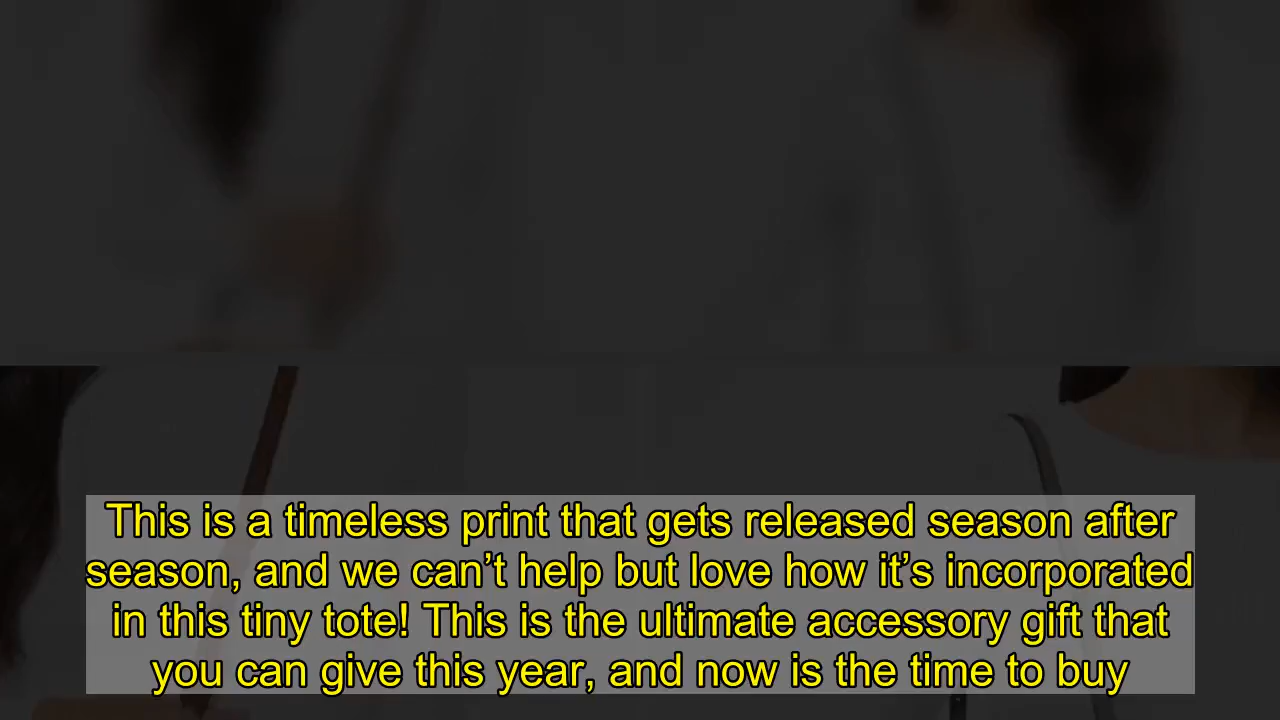 This is a timeless print that gets released season after
season, and we can’t help but love how it’s incorporated
in this tiny tote! This is the ultimate accessory gift that
you can give this year, and now is the time to buy